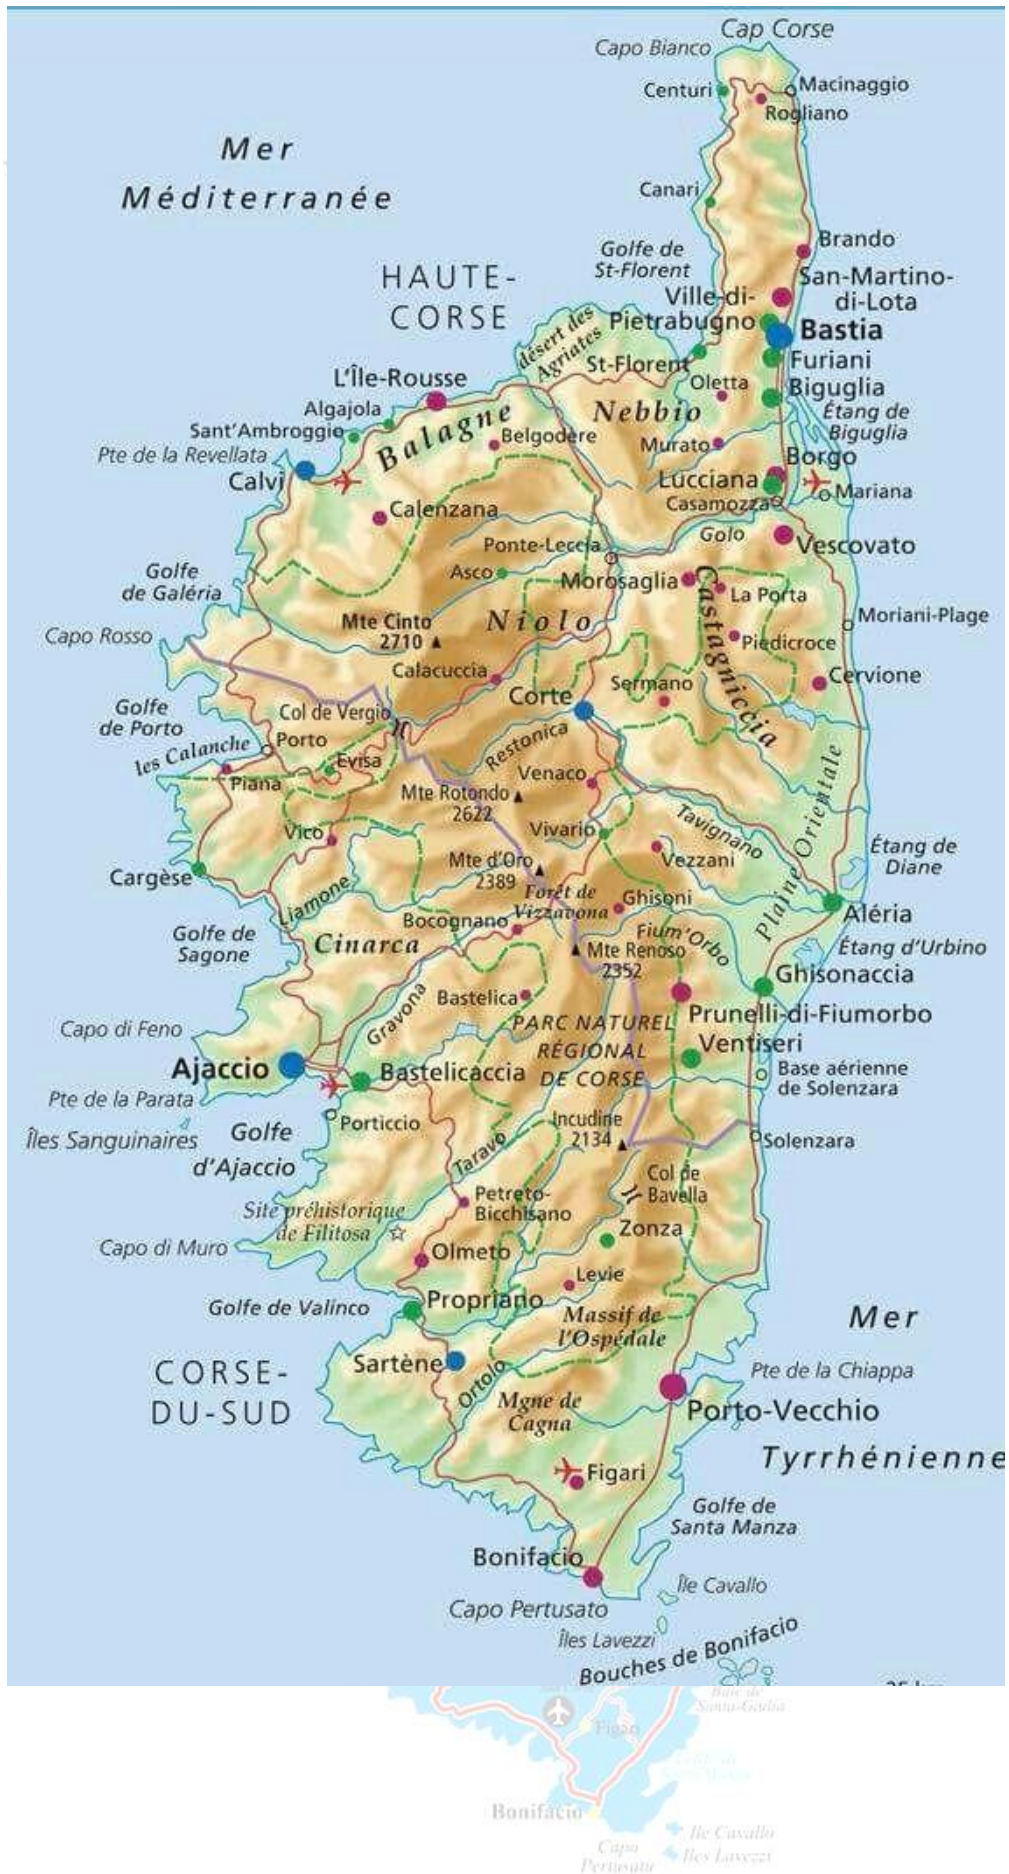 Cap Corse
Capo Bianco
Centuri
Macinaggio
Rogliano
Mer
Méditerranée
Canari
Brando
Golfe de
St-Florent
HAUTE-
CORSE
San-Martino-
di-Lota
Ville-di-
Pietrabugno
Bastia
désert des
Agriates
St-Florent
Furiani
L'Île-Rousse
Oletta
Biguglia
Algajola
Balagne
Nebbio
Étang de
Biguglia
Sant'Ambroggio
Belgodère
Murato
Pte de la Revellata
Borgo
Calvi
Lucciana
Mariana
Casamozza
Calenzana
Golo
Ponte-Leccia
Vescovato
Asco
Morosaglia
Castagniccia
La Porta
Golfe
de Galéria
Mte Cinto
2710
Niolo
Moriani-Plage
Capo Rosso
Piedicroce
Calacuccia
Sermano
Cervione
Corte
Golfe
de Porto
Col de Vergio
les Calanche
Porto
Restonica
Evisa
Piana
Venaco
Mte Rotondo
2622
Plaine Orientale
Vico
Vivario
Tavignano
Cargèse
Mte d'Oro
2389
Vezzani
Étang de
Diane
Liamone
Forêt de
Vizzavona
Ghisoni
Bocognano
Aléria
Golfe de
Sagone
Cinarca
Fium'Orbo
Mte Renoso
2352
Étang d'Urbino
Ghisonaccia
Bastelica
Gravona
Prunelli-di-Fiumorbo
Capo di Feno
PARC NATUREL
RÉGIONAL
DE CORSE
Ventiseri
Ajaccio
Bastelicaccia
Base aérienne
de Solenzara
Pte de la Parata
Porticcio
Incudine
2134
Îles Sanguinaires
Golfe
d'Ajaccio
Solenzara
Taravo
Col de
Bavella
Petreto-
Bicchisano
Site préhistorique
de Filitosa
Zonza
Capo di Muro
Olmeto
Levie
Golfe de Valinco
Propriano
Massif de
l'Ospédale
Mer
CORSE-
DU-SUD
Sartène
Pte de la Chiappa
Ortolo
Mgne de
Cagna
Porto-Vecchio
Tyrrhénienne
Figari
Golfe de
Santa Manza
Bonifacio
Île Cavallo
Capo Pertusato
Îles Lavezzi
Bouches de Bonifacio
Santa-Giulia
Figari
Bonifacio
Ile Cavallo
Iles Lavezzi
Capo
Pertusatu